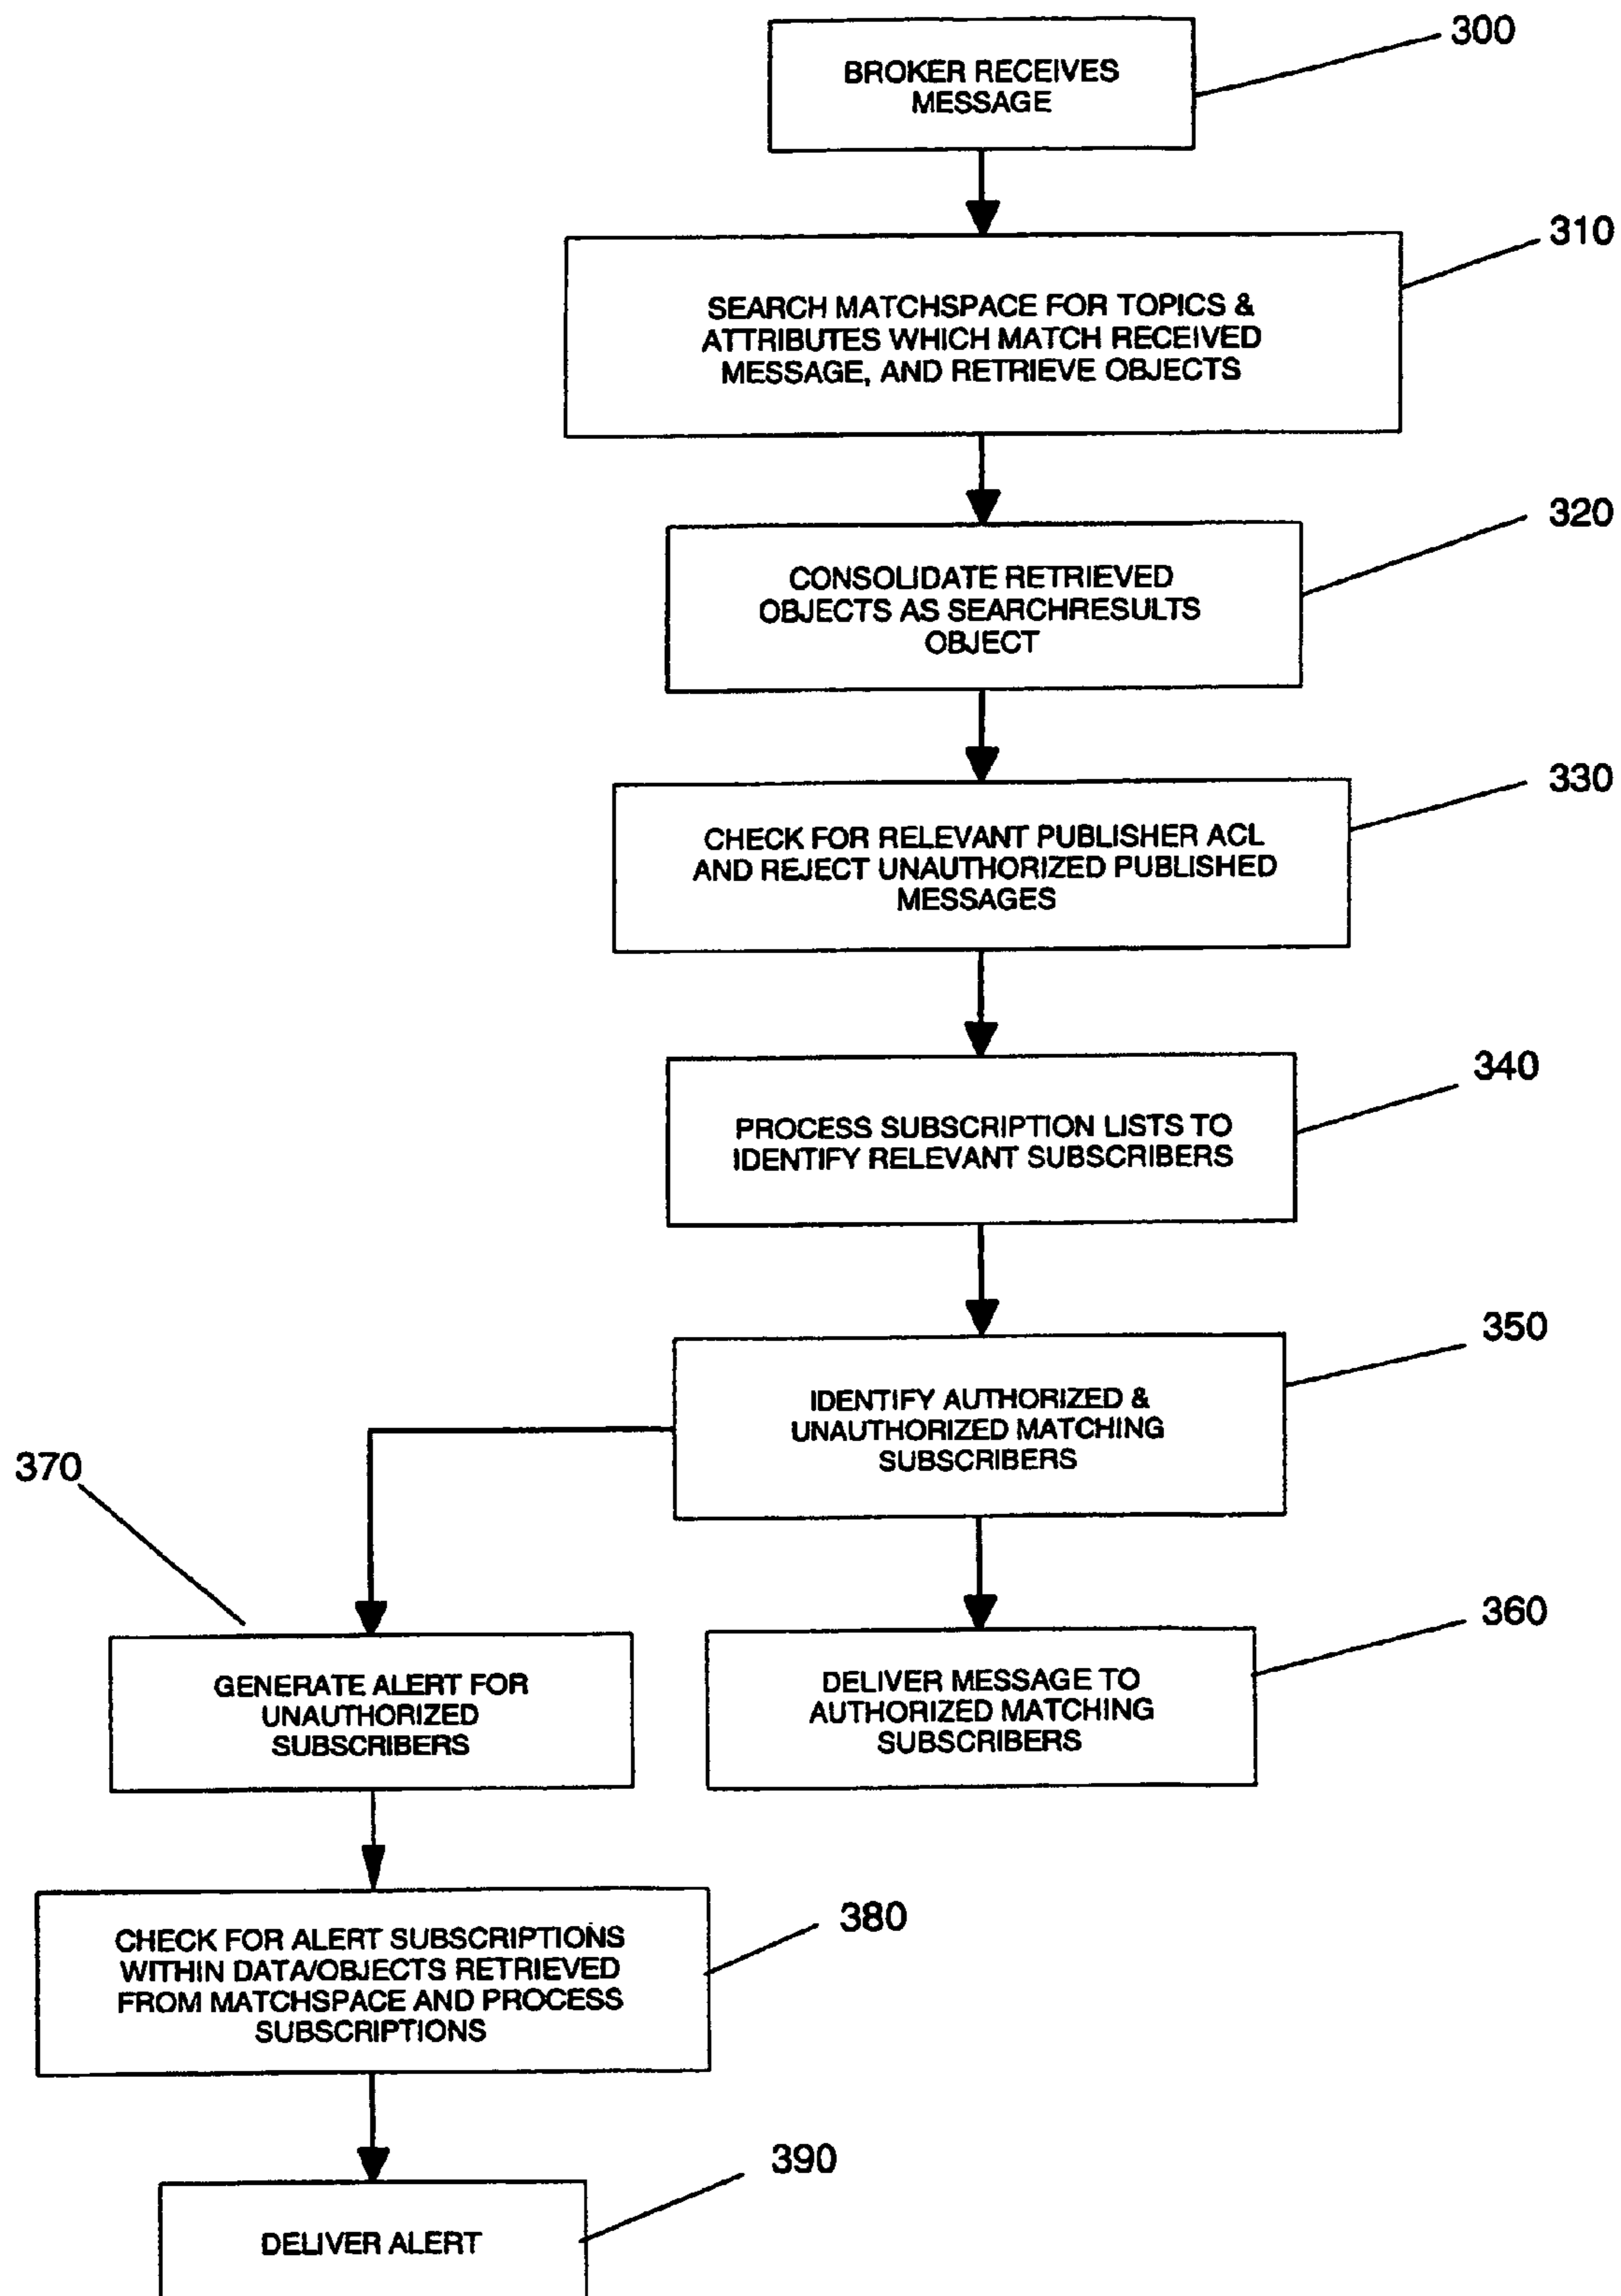 300
BROKER RECEIVES
MESSAGE
310
SEARCH MATCHSPACE FOR TOPICS &
ATTRIBUTES WHICH MATCH RECEIVED
MESSAGE, AND RETRIEVE OBJECTS
320
CONSOLIDATE RETRIEVED
OBJECTS AS SEARCHRESULTS
OBJECT
330
CHECK FOR RELEVANT PUBLISHER ACL
AND REJECT UNAUTHORIZED PUBLISHED
MESSAGES
340
PROCESS SUBSCRIPTION LISTS TO
IDENTIFY RELEVANT SUBSCRIBERS
350
IDENTIFY AUTHORIZED &
UNAUTHORIZED MATCHING
SUBSCRIBERS
370
GENERATE ALERT FOR
UNAUTHORIZED
SUBSCRIBERS
360
DELIVER MESSAGE TO
AUTHORIZED MATCHING
SUBSCRIBERS
380
CHECK FOR ALERT SUBSCRIPTIONS
WITHIN DATA/OBJECTS RETRIEVED
FROM MATCHSPACE AND PROCESS
SUBSCRIPTIONS
390
DELIVER ALERT